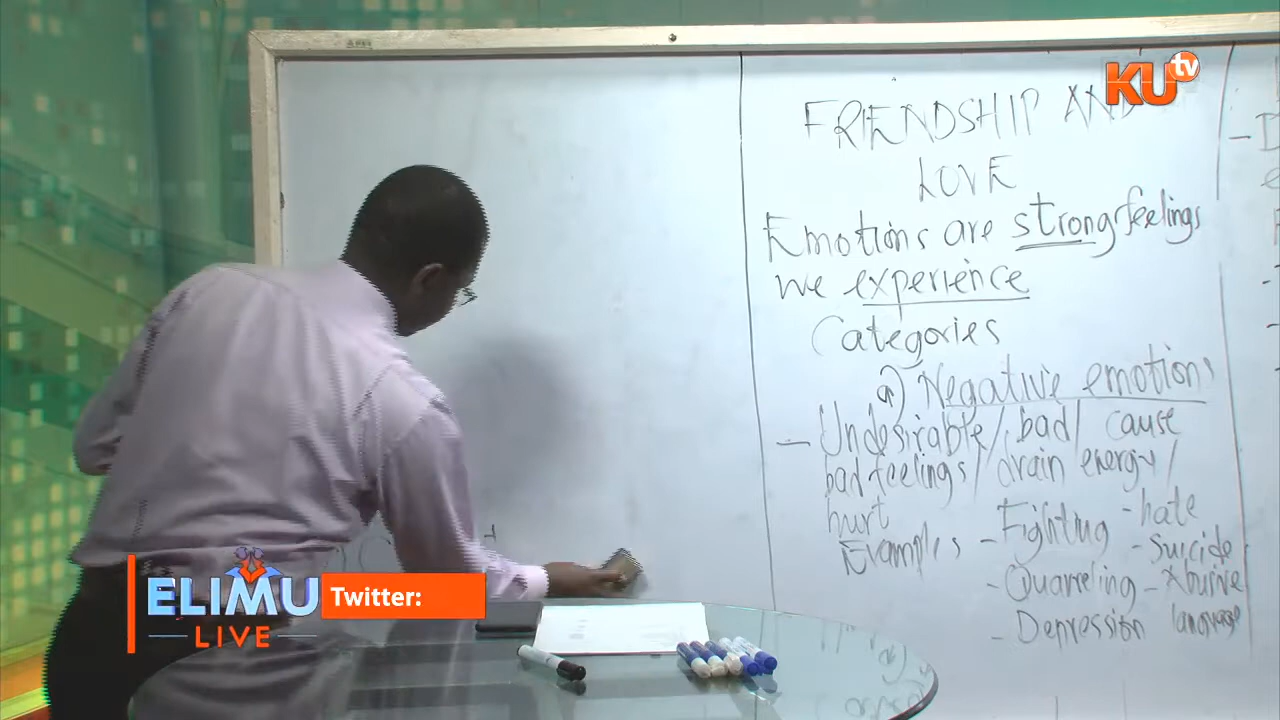 KU tv
FRIENDSHIP AND
LOVE
Emotions are strong feelings
we experience
Categories
a) Negative emotions
- Undesirable/ bad/ cause
bad feelings/ drain energy/
hurt
Examples - Fighting - hate
- Suicide
- Quarreling - Abusive
- Depression language
ELIMU
LIVE
Twitter: